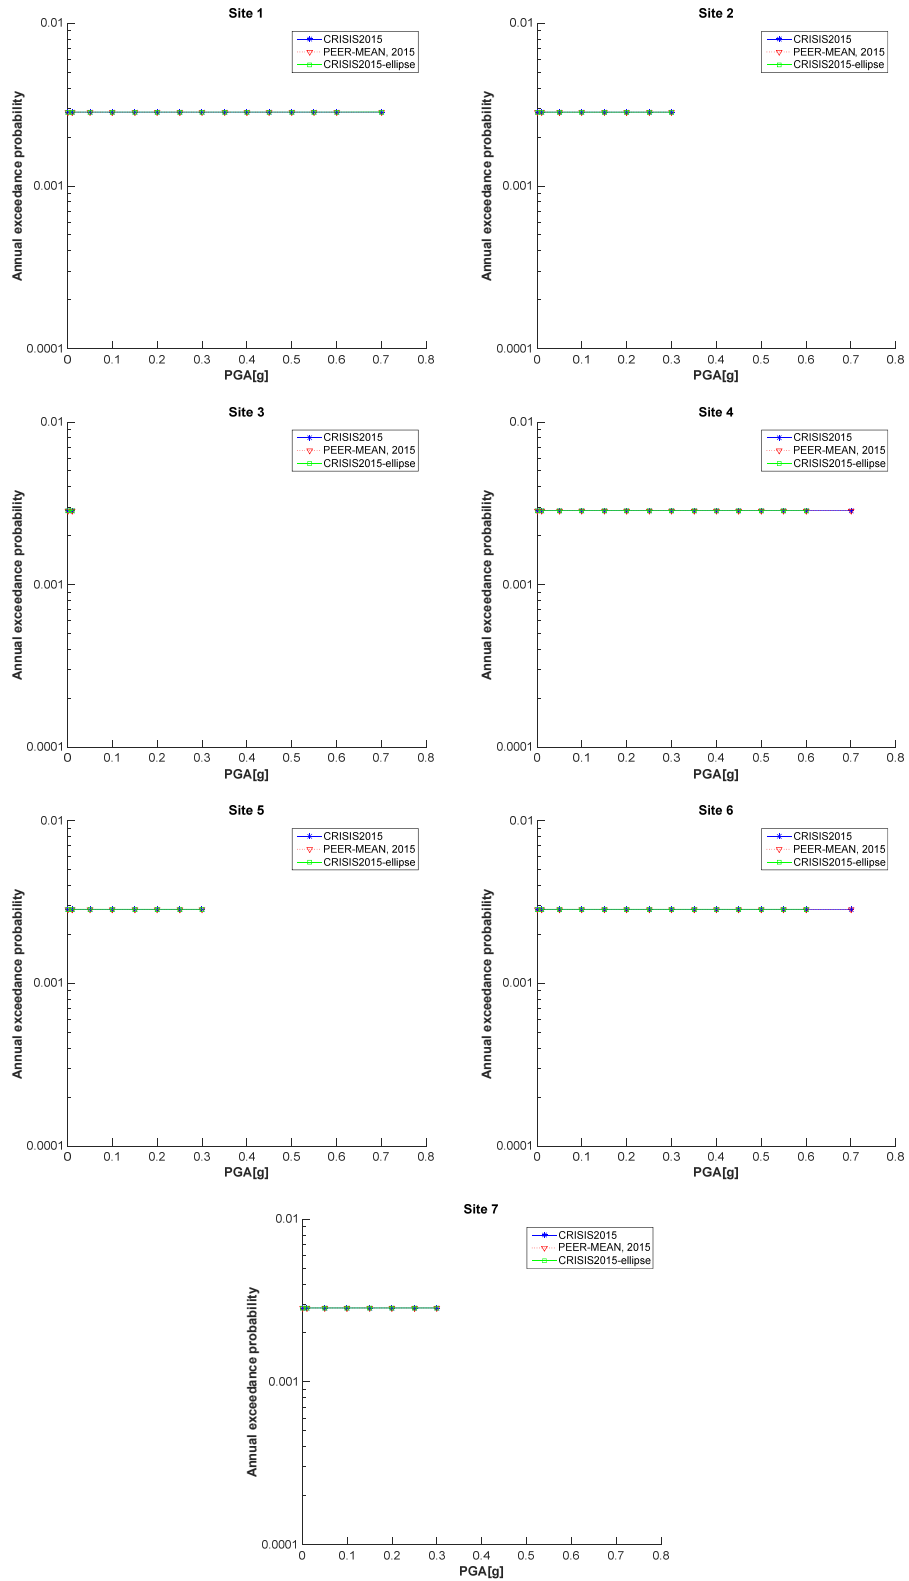 Site 1
CRISIS2015
PEER-MEAN, 2015
CRISIS2015-ellipse
Annual exceedance probability
0.01
0.001
0.0001
0 0.1 0.2 0.3 0.4 0.5 0.6 0.7 0.8
PGA[g]
Site 2
CRISIS2015
PEER-MEAN, 2015
CRISIS2015-ellipse
Annual exceedance probability
0.01
0.001
0.0001
0 0.1 0.2 0.3 0.4 0.5 0.6 0.7 0.8
PGA[g]
Site 3
CRISIS2015
PEER-MEAN, 2015
CRISIS2015-ellipse
Annual exceedance probability
0.01
0.001
0.0001
0 0.1 0.2 0.3 0.4 0.5 0.6 0.7 0.8
PGA[g]
Site 4
CRISIS2015
PEER-MEAN, 2015
CRISIS2015-ellipse
Annual exceedance probability
0.01
0.001
0.0001
0 0.1 0.2 0.3 0.4 0.5 0.6 0.7 0.8
PGA[g]
Site 5
CRISIS2015
PEER-MEAN, 2015
CRISIS2015-ellipse
Annual exceedance probability
0.01
0.001
0.0001
0 0.1 0.2 0.3 0.4 0.5 0.6 0.7 0.8
PGA[g]
Site 6
CRISIS2015
PEER-MEAN, 2015
CRISIS2015-ellipse
Annual exceedance probability
0.01
0.001
0.0001
0 0.1 0.2 0.3 0.4 0.5 0.6 0.7 0.8
PGA[g]
Site 7
CRISIS2015
PEER-MEAN, 2015
CRISIS2015-ellipse
Annual exceedance probability
0.01
0.001
0.0001
0 0.1 0.2 0.3 0.4 0.5 0.6 0.7 0.8
PGA[g]